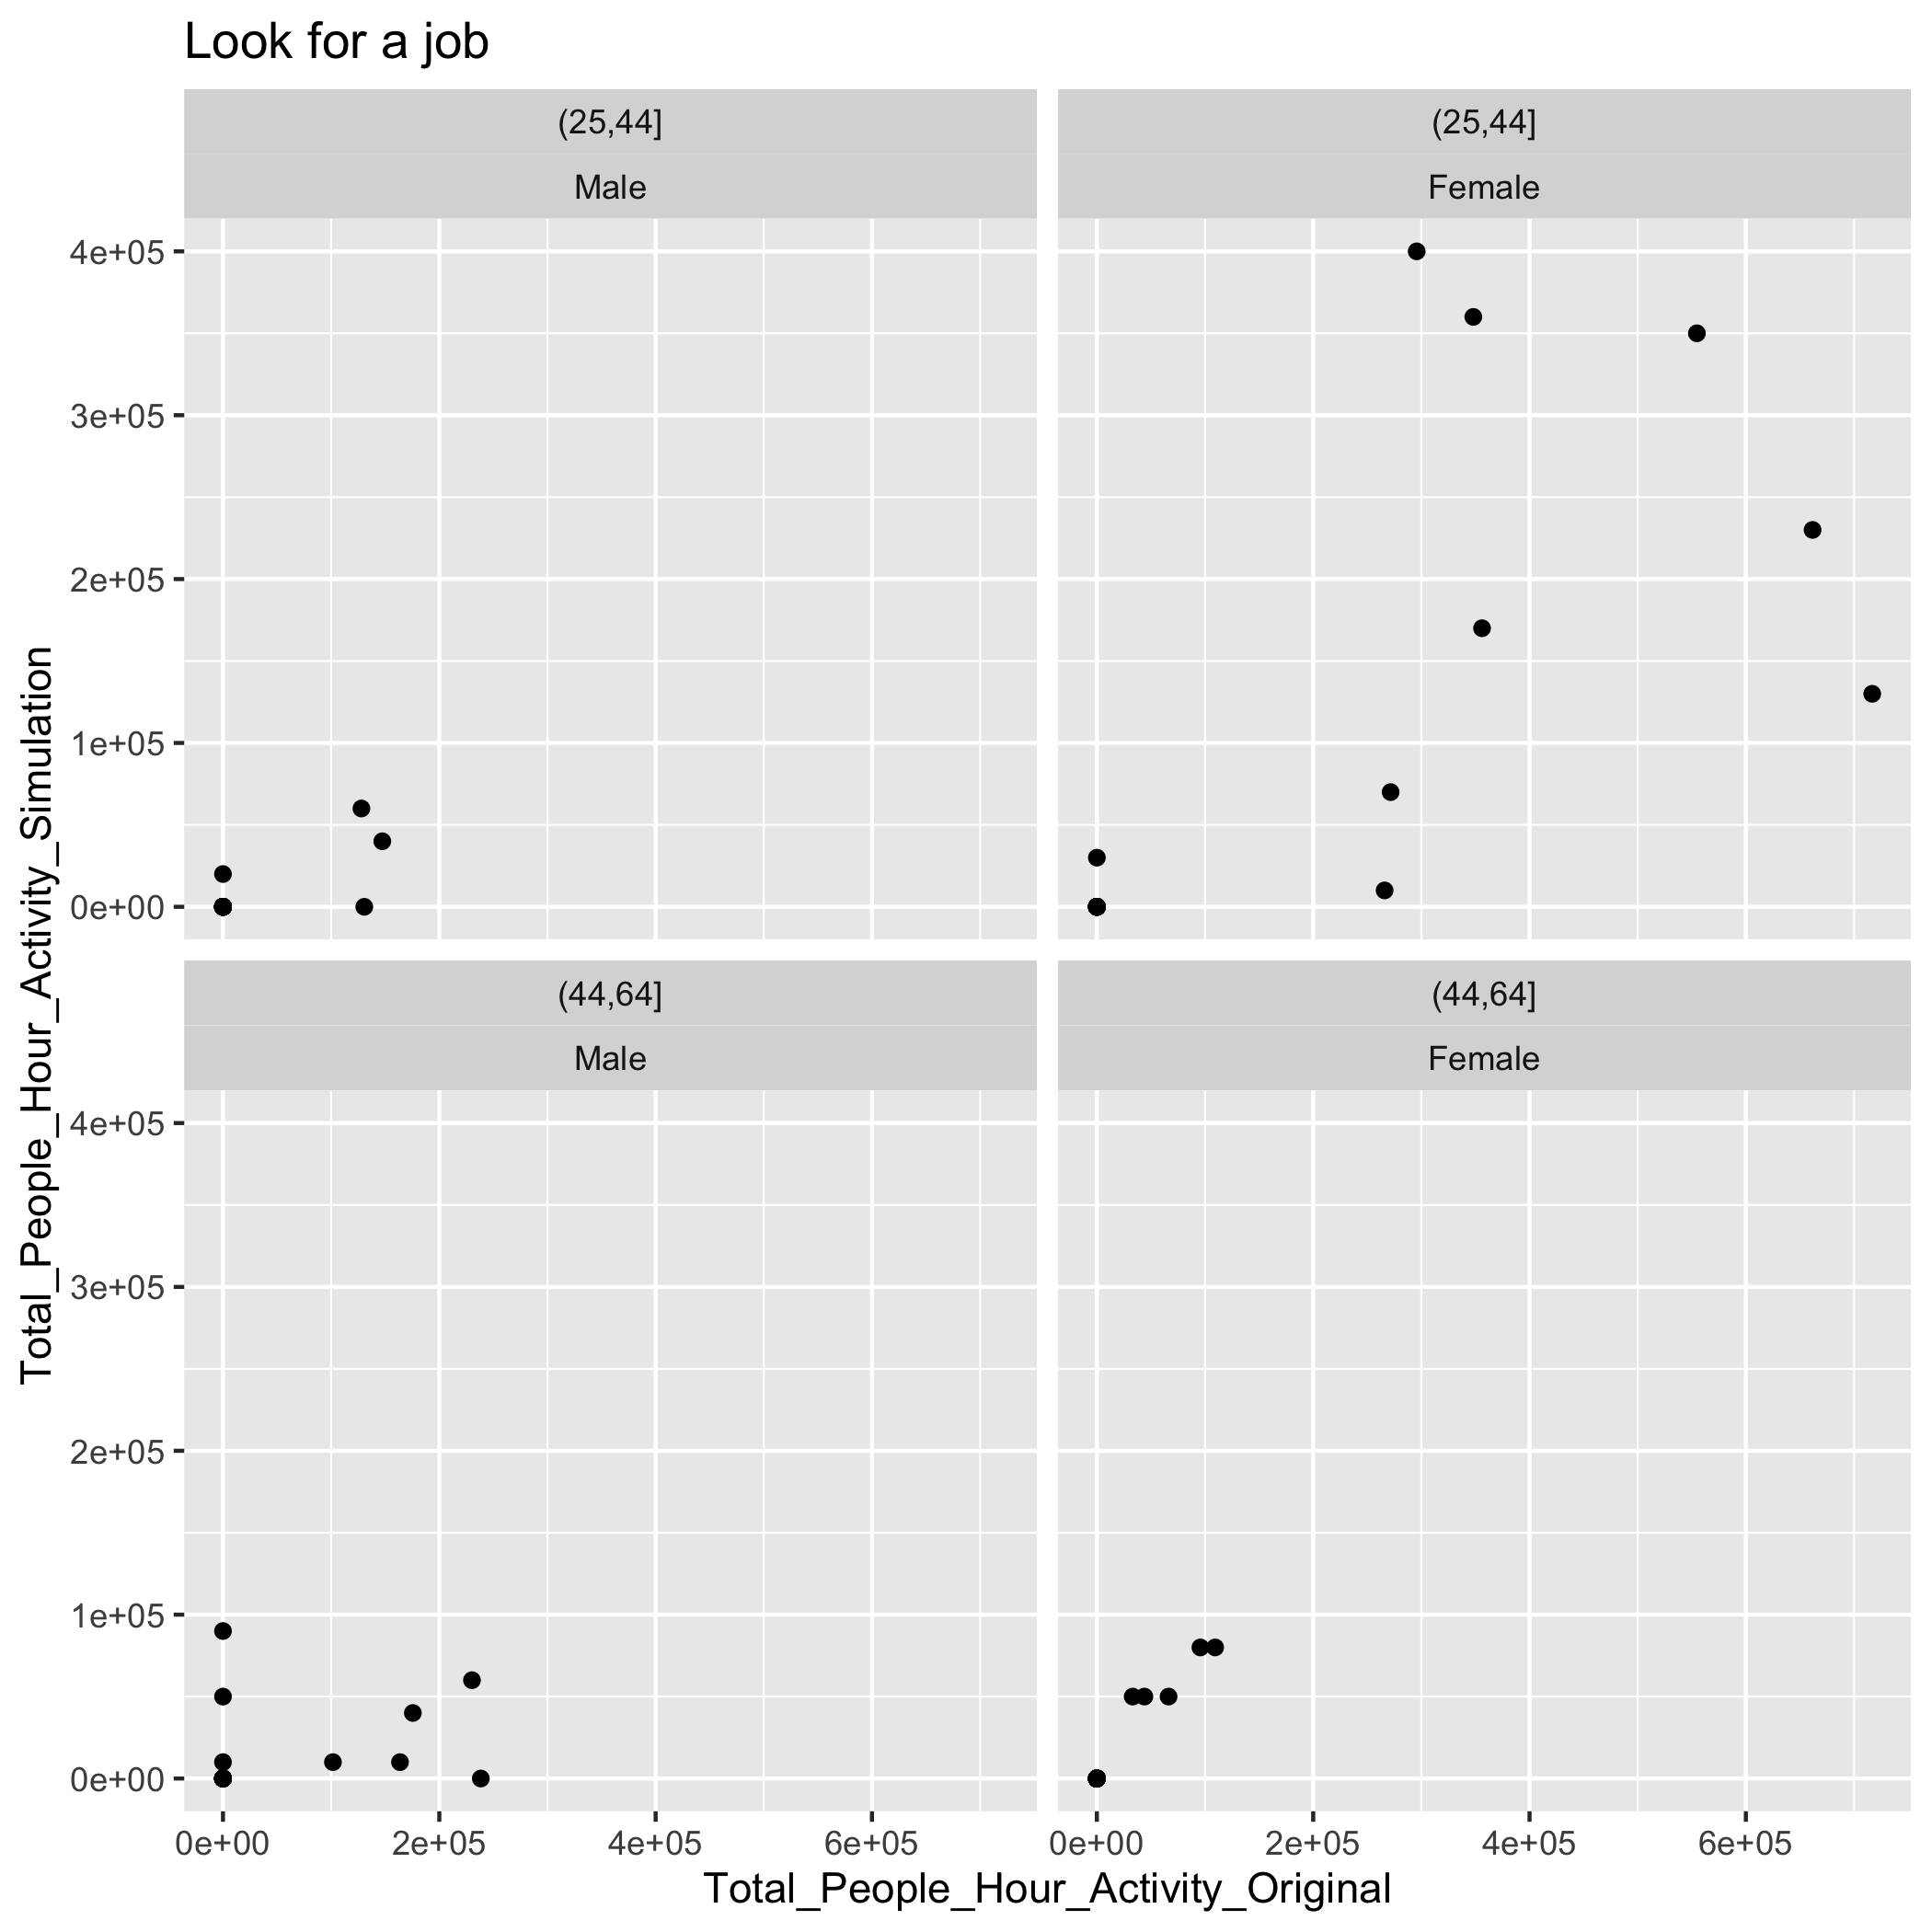 Look for a job
(25,44]
(25,44]
Male
Female
4e+05
3e+05
2e+05
1e+05
0e+00
(44,64]
(44,64]
Male
Female
4e+05
3e+05
2e+05
1e+05
0e+00
0e+00
2e+05
4e+05
6e+05
0e+00
2e+05
4e+05
6e+05
Total_People_Hour_Activity_Original
Total_People_Hour_Activity_Simulation